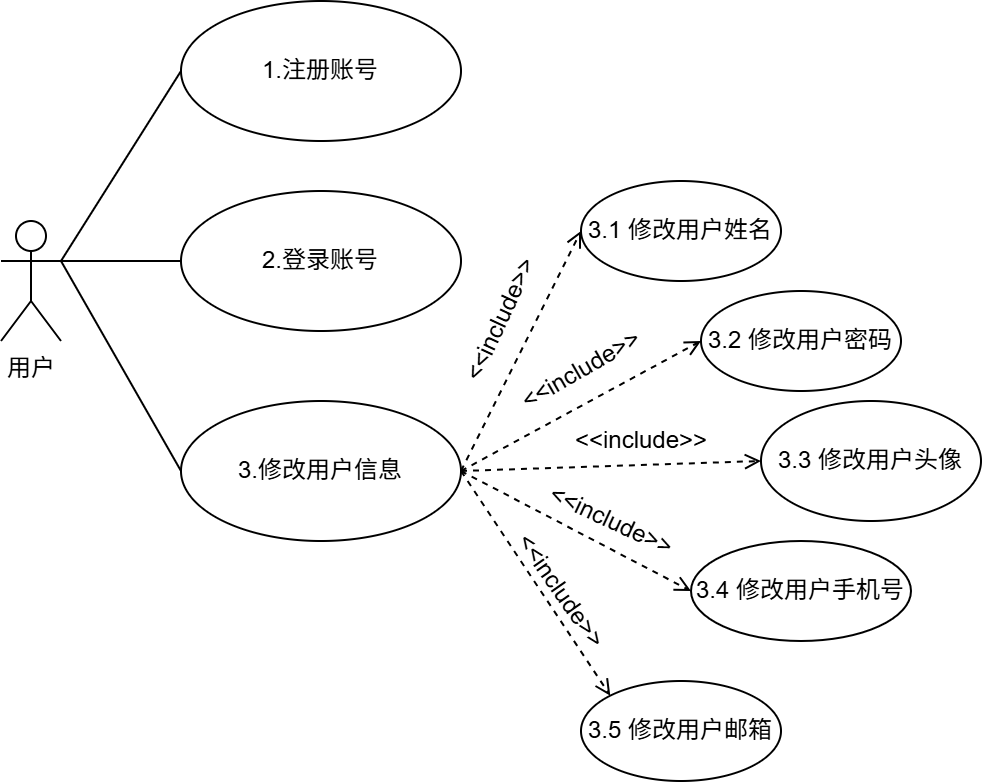 1.注册账号
2.登录账号
用户
3.修改用户信息
<<include>>
3.1 修改用户姓名
<<include>>
3.2 修改用户密码
<<include>>
3.3 修改用户头像
<<include>>
3.4 修改用户手机号
<<include>>
3.5 修改用户邮箱